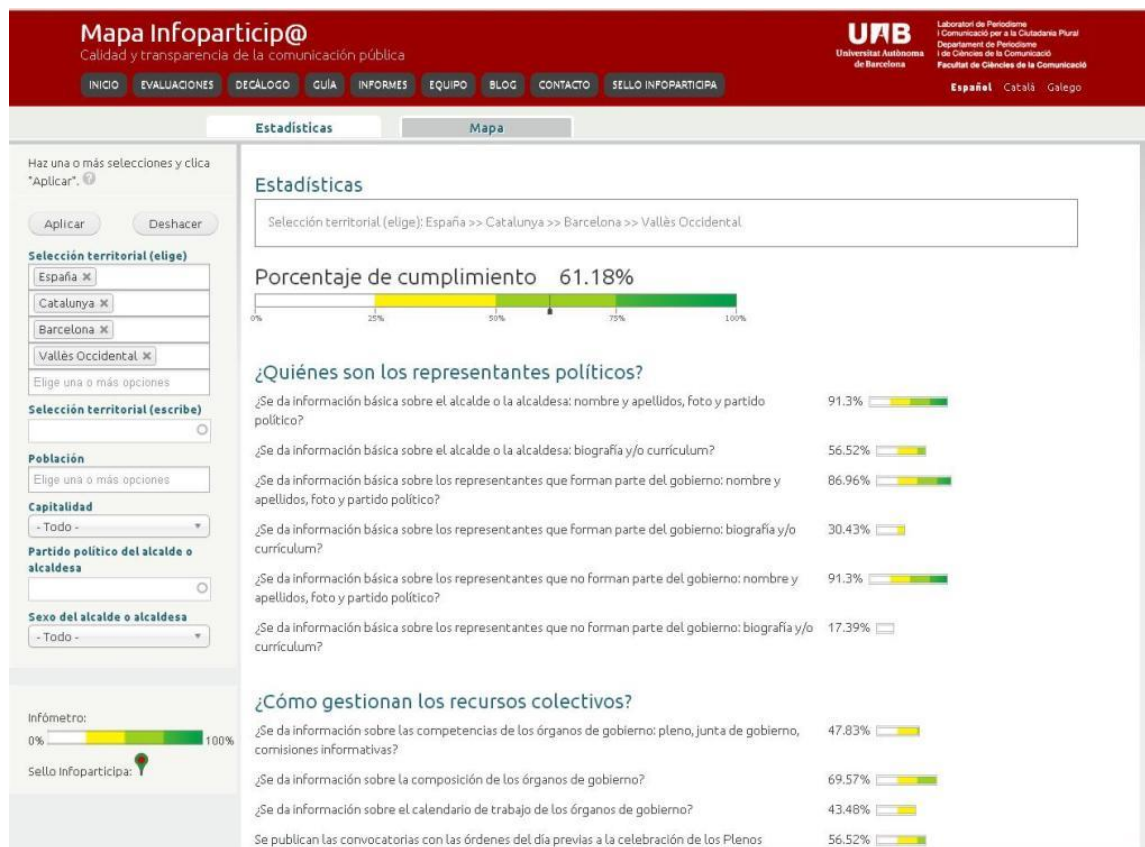 Mapa Infoparticip@
Calidad y transparencia de la comunicación pública
UAB
Universitat Autònoma
de Barcelona
Laboratori de Periodisme
i Comunicació per a la Ciutadania Plural
Departament de Periodisme
i de Ciències de la Comunicació
Facultat de Ciències de la Comunicació
INICIO EVALUACIONES DECÁLOGO GUÍA INFORMES EQUIPO BLOG CONTACTO SELLO INFOPARTICIPA
Español Català Galego
Estadísticas Mapa
Haz una o más selecciones y clica
"Aplicar". ?
Aplicar Deshacer
Selección territorial (elige)
España ×
Catalunya ×
Barcelona ×
Vallès Occidental ×
Elige una o más opciones
Selección territorial (escribe)
Población
Elige una o más opciones
Capitalidad
- Todo -
Partido político del alcalde o
alcaldesa
Sexo del alcalde o alcaldesa
- Todo -
Infómetro:
0% 100%
Sello Infoparticipa:
Estadísticas
Selección territorial (elige): España >> Catalunya >> Barcelona >> Vallès Occidental
Porcentaje de cumplimiento 61.18%
0% 25% 50% 75% 100%
¿Quiénes son los representantes políticos?
¿Se da información básica sobre el alcalde o la alcaldesa: nombre y apellidos, foto y partido 91.3%
político?
¿Se da información básica sobre el alcalde o la alcaldesa: biografía y/o currículum? 56.52%
¿Se da información básica sobre los representantes que forman parte del gobierno: nombre y 86.96%
apellidos, foto y partido político?
¿Se da información básica sobre los representantes que forman parte del gobierno: biografía y/o 30.43%
currículum?
¿Se da información básica sobre los representantes que no forman parte del gobierno: nombre y 91.3%
apellidos, foto y partido político?
¿Se da información básica sobre los representantes que no forman parte del gobierno: biografía y/o 17.39%
currículum?
¿Cómo gestionan los recursos colectivos?
¿Se da información sobre las competencias de los órganos de gobierno: pleno, junta de gobierno, 47.83%
comisiones informativas?
¿Se da información sobre la composición de los órganos de gobierno? 69.57%
¿Se da información sobre el calendario de trabajo de los órganos de gobierno? 43.48%
Se publican las convocatorias con las órdenes del día previas a la celebración de los Plenos 56.52%